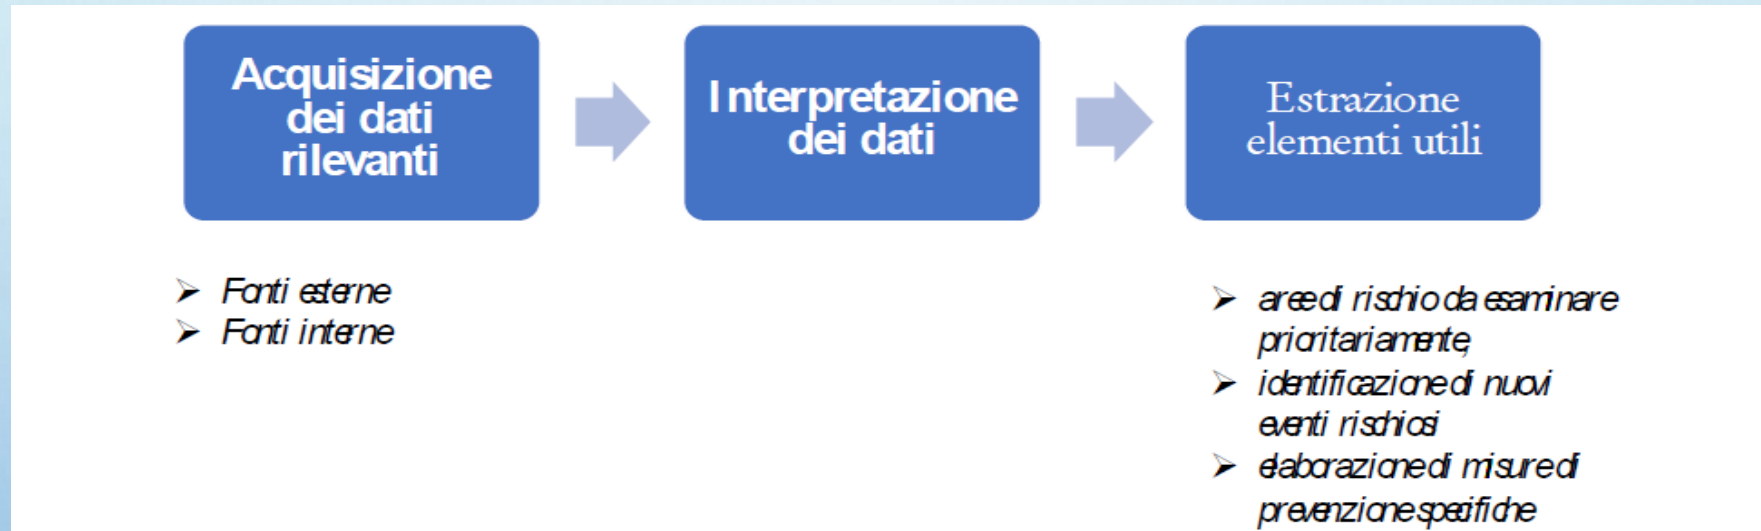 Acquisizione
dei dati
rilevanti
Interpretazione
dei dati
Estrazione
elementi utili
➢ Fonti esterne
➢ Fonti interne
➢ aree di rischio da esaminare
prioritariamente,
➢ identificazione di nuovi
eventi rischiosi
➢ elaborazione di misure di
prevenzione specifiche